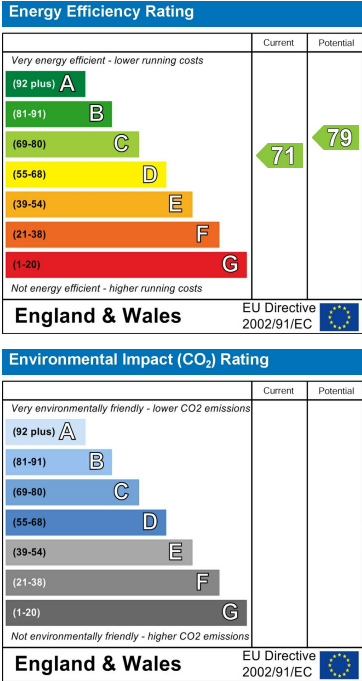 Energy Efficiency Rating
Current Potential
Very energy efficient - lower running costs
(92 plus) A
(81-91) B
(69-80) C
(55-68) D
(39-54) E
(21-38) F
(1-20) G
71
79
Not energy efficient - higher running costs
England & Wales
EU Directive
2002/91/EC
Environmental Impact (CO₂) Rating
Current Potential
Very environmentally friendly - lower CO2 emissions
(92 plus) A
(81-91) B
(69-80) C
(55-68) D
(39-54) E
(21-38) F
(1-20) G
Not environmentally friendly - higher CO2 emissions
England & Wales
EU Directive
2002/91/EC